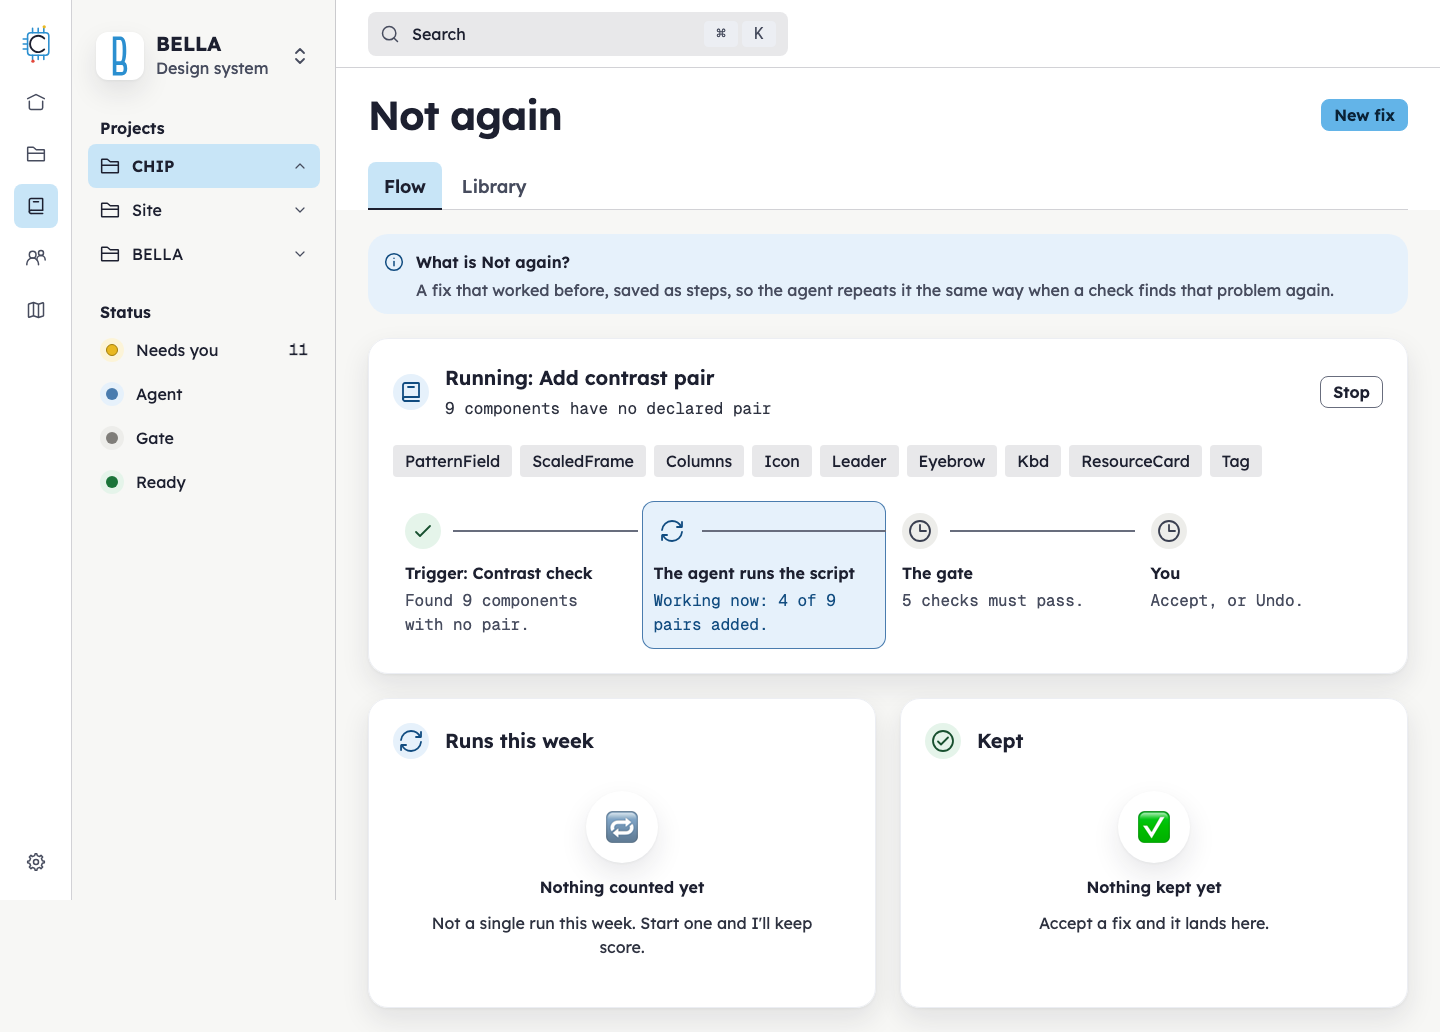 C
BELLA
Design system
Projects
CHIP
Site
BELLA
Status
Needs you 11
Agent
Gate
Ready
Search ⌘ K
Not again
New fix
Flow Library
What is Not again?
A fix that worked before, saved as steps, so the agent repeats it the same way when a check finds that problem again.
Running: Add contrast pair
9 components have no declared pair
Stop
PatternField ScaledFrame Columns Icon Leader Eyebrow Kbd ResourceCard Tag
Trigger: Contrast check
Found 9 components
with no pair.
The agent runs the script
Working now: 4 of 9
pairs added.
The gate
5 checks must pass.
You
Accept, or Undo.
Runs this week
Nothing counted yet
Not a single run this week. Start one and I'll keep
score.
Kept
Nothing kept yet
Accept a fix and it lands here.